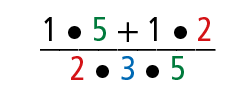 1 • 5 + 1 • 2
2 • 3 • 5